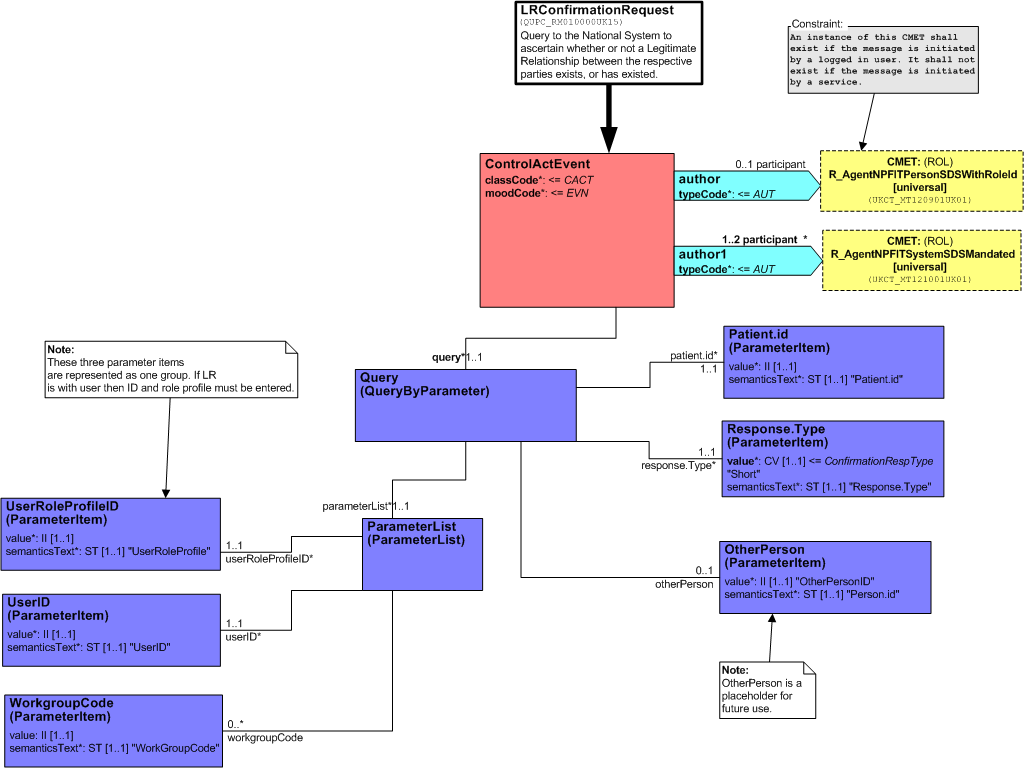 LRConfirmationRequest
(QUPC_RM010000UK15)
Query to the National System to
ascertain whether or not a Legitimate
Relationship between the respective
parties exists, or has existed.
Constraint:
An instance of this CMET shall
exist if the message is initiated
by a logged in user. It shall not
exist if the message is initiated
by a service.
ControlActEvent
classCode*: <= CACT
moodCode*: <= EVN
0..1 participant
author
typeCode*: <= AUT
CMET: (ROL)
R_AgentNPFITPersonSDSWithRoleId
[universal]
(UKCT_MT120901UK01)
1..2 participant *
author1
typeCode*: <= AUT
CMET: (ROL)
R_AgentNPFITSystemSDSMandated
[universal]
(UKCT_MT121001UK01)
query*1..1
Query
(QueryByParameter)
patient.id*
1..1
Patient.id
(ParameterItem)
value*: II [1..1]
semanticsText*: ST [1..1] "Patient.id"
1..1
response.Type*
Response.Type
(ParameterItem)
value*: CV [1..1] <= ConfirmationRespType
"Short"
semanticsText*: ST [1..1] "Response.Type"
0..1
otherPerson
OtherPerson
(ParameterItem)
value*: II [1..1] "OtherPersonID"
semanticsText*: ST [1..1] "Person.id"
Note:
OtherPerson is a
placeholder for
future use.
Note:
These three parameter items
are represented as one group. If LR
is with user then ID and role profile must be entered.
parameterList*1..1
ParameterList
(ParameterList)
UserRoleProfileID
(ParameterItem)
value*: II [1..1]
semanticsText*: ST [1..1] "UserRoleProfile"
1..1
userRoleProfileID*
UserID
(ParameterItem)
value*: II [1..1]
semanticsText*: ST [1..1] "UserID"
1..1
userID*
WorkgroupCode
(ParameterItem)
value: II [1..1]
semanticsText*: ST [1..1] "WorkGroupCode"
0..*
workgroupCode